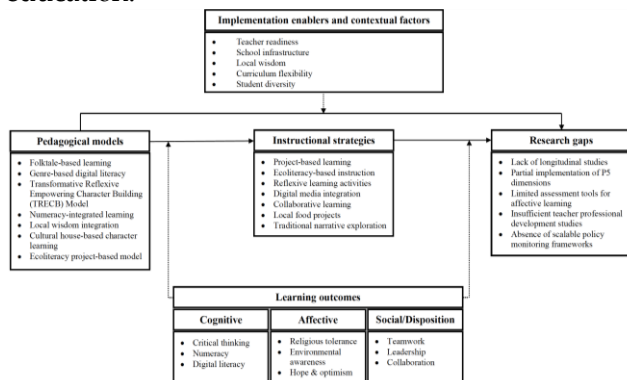 education.
Implementation enablers and contextual factors
• Teacher readiness
• School infrastructure
• Local wisdom
• Curriculum flexibility
• Student diversity
Pedagogical models
• Folktale-based learning
• Genre-based digital literacy
• Transformative Reflexive
Empowering Character Building
(TRECB) Model
• Numeracy-integrated learning
• Local wisdom integration
• Cultural house-based character
learning
• Ecoliteracy project-based model
Instructional strategies
• Project-based learning
• Ecoliteracy-based instruction
• Reflexive learning activities
• Digital media integration
• Collaborative learning
• Local food projects
• Traditional narrative exploration
Research gaps
• Lack of longitudinal studies
• Partial implementation of P5
dimensions
• Limited assessment tools for
affective learning
• Insufficient teacher professional
development studies
• Absence of scalable policy
monitoring frameworks
Learning outcomes
Cognitive
• Critical thinking
• Numeracy
• Digital literacy
Affective
• Religious tolerance
• Environmental
awareness
• Hope & optimism
Social/Disposition
• Teamwork
• Leadership
• Collaboration